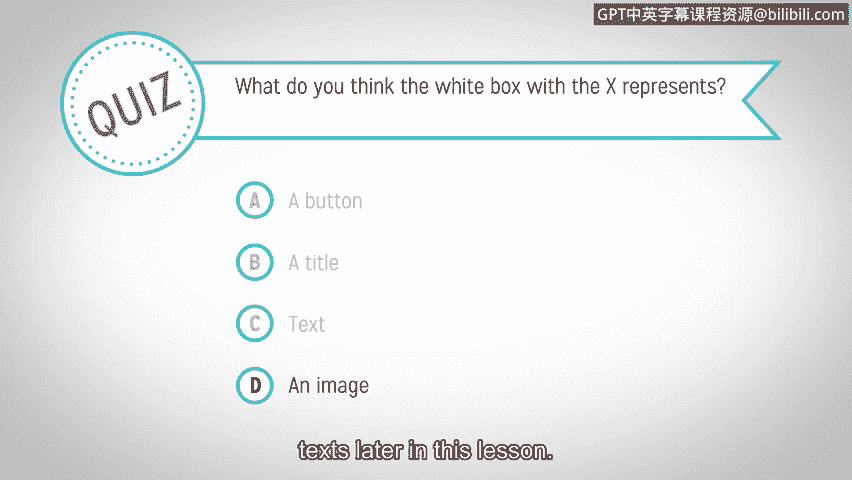 GPT中英字幕课程资源@bilibili.com
QUIZ
What do you think the white box with the X represents?
A A button
B A title
C Text
D An image
texts later in this lesson.